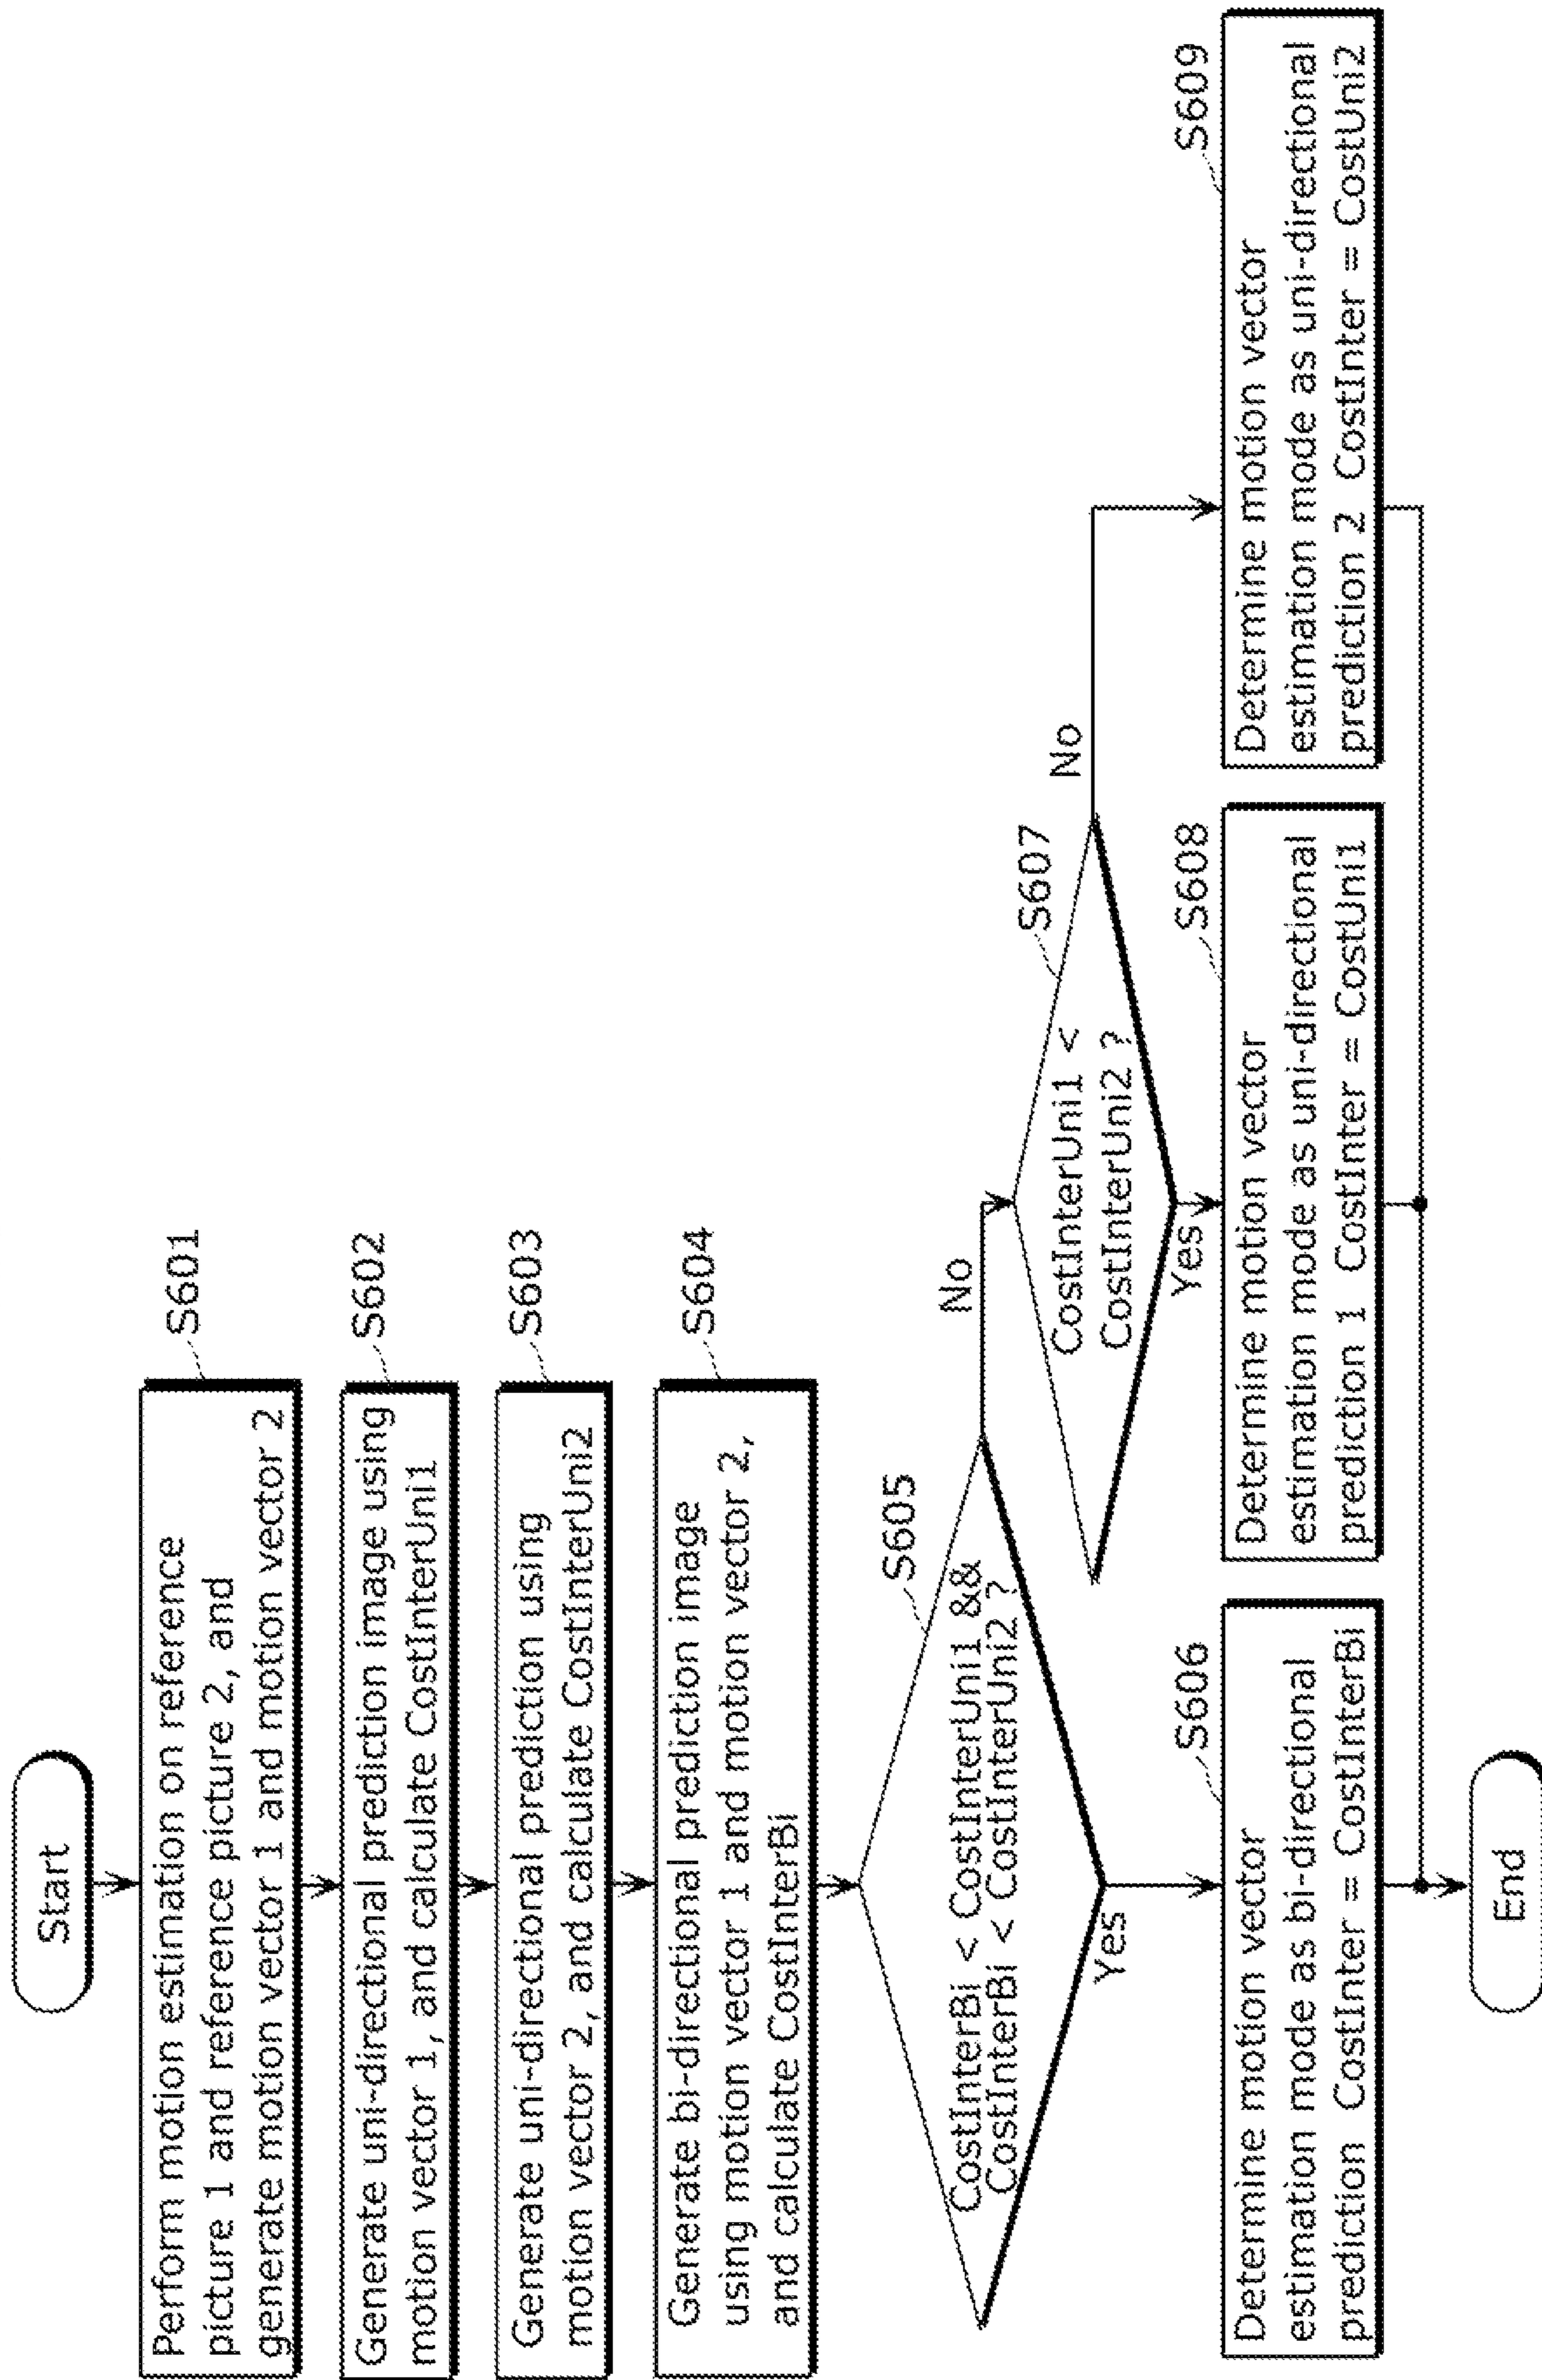 Start
S601
Perform motion estimation on reference
picture 1 and reference picture 2, and
generate motion vector 1 and motion vector 2
S602
Generate uni-directional prediction image using
motion vector 1, and calculate CostInterUni1
S603
Generate uni-directional prediction using
motion vector 2, and calculate CostInterUni2
S604
Generate bi-directional prediction image
using motion vector 1 and motion vector 2,
and calculate CostInterBi
S605
CostInterBi < CostInterUni1 &&
CostInterBi < CostInterUni2 ?
No
Yes
S607
CostInterUni1 <
CostInterUni2 ?
No
Yes
S606
Determine motion vector
estimation mode as bi-directional
prediction CostInter = CostInterBi
S608
Determine motion vector
estimation mode as uni-directional
prediction 1 CostInter = CostUni1
S609
Determine motion vector
estimation mode as uni-directional
prediction 2 CostInter = CostUni2
End